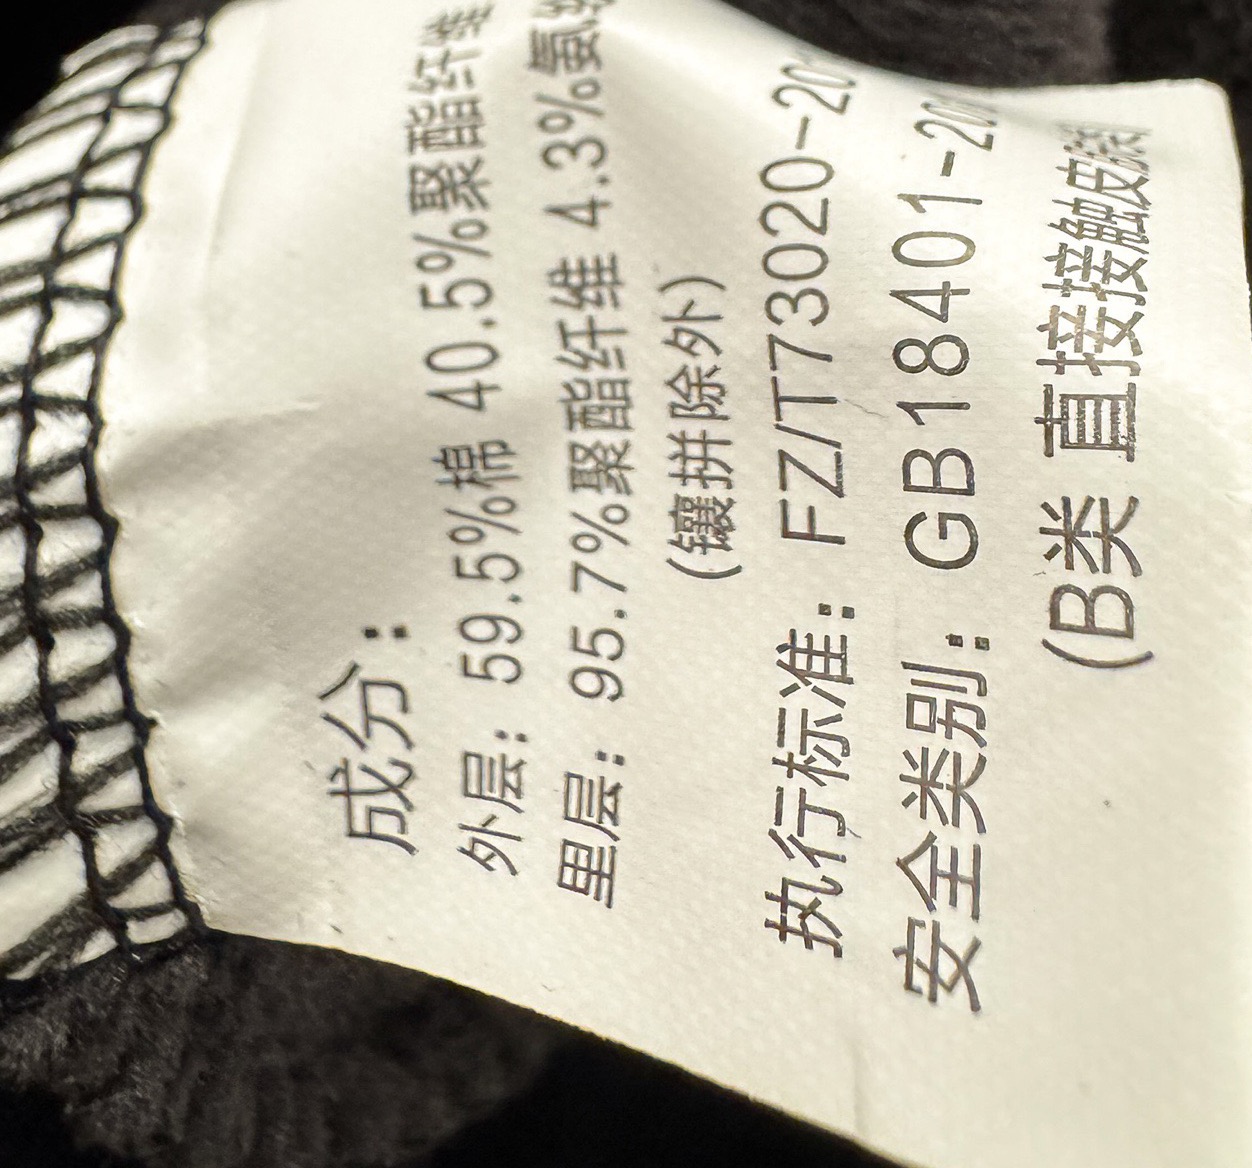 成分：
外层：59.5%棉 40.5%聚酯纤维
里层：95.7%聚酯纤维 4.3%氨
(镶拼除外)
执行标准：FZ/T73020-20
安全类别：GB18401-20
(B类 直接接触皮肤